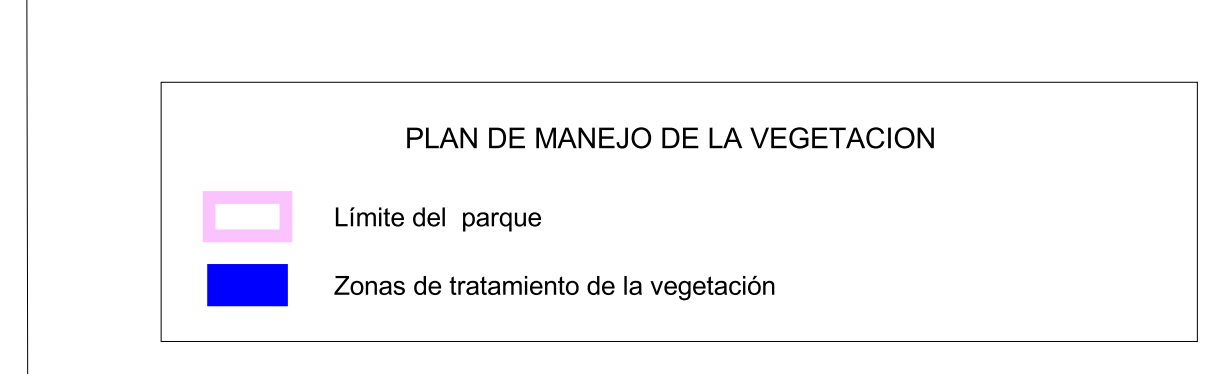 PLAN DE MANEJO DE LA VEGETACION
Límite del  parque
Zonas de tratamiento de la vegetación